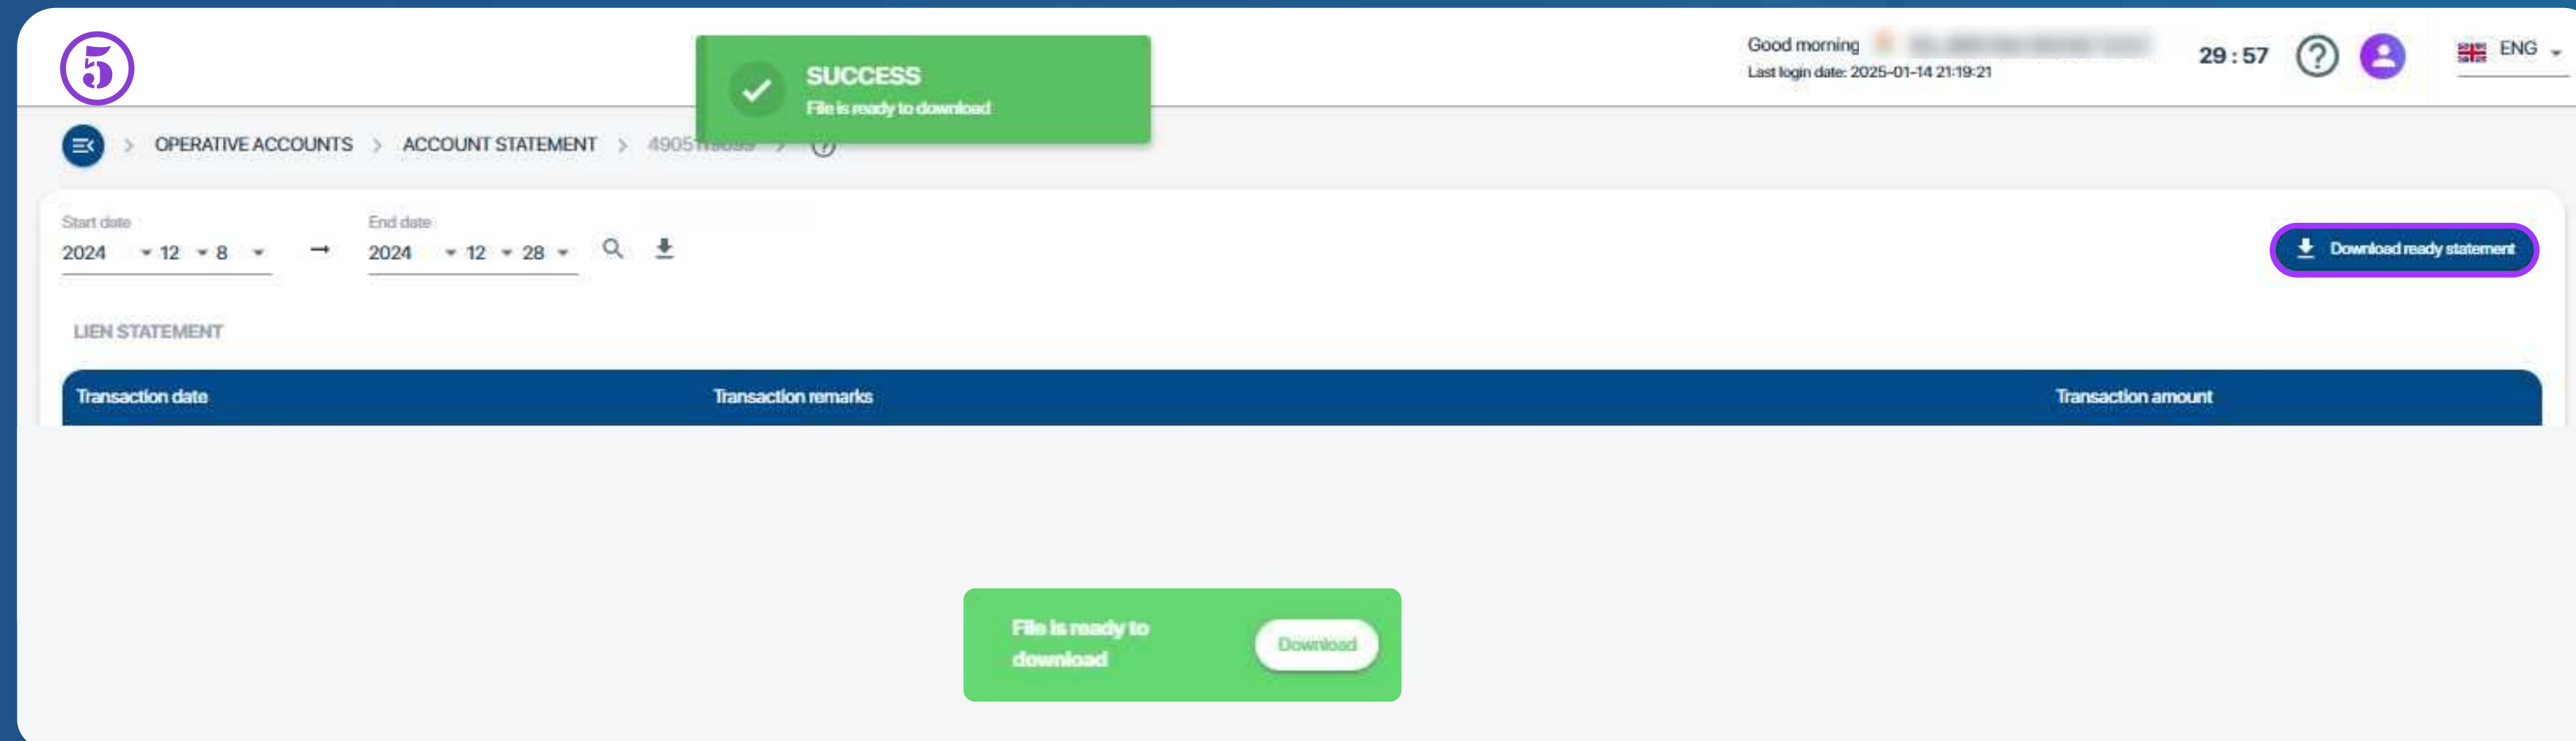 5
SUCCESS
File is ready to download
Good morning
Last login date: 2025-01-14 21:19:21
29 : 57
ENG
> OPERATIVE ACCOUNTS > ACCOUNT STATEMENT >
Start date
End date
2024 12 8 → 2024 12 28
Download ready statement
LIEN STATEMENT
Transaction date Transaction remarks Transaction amount
File is ready to
download
Download